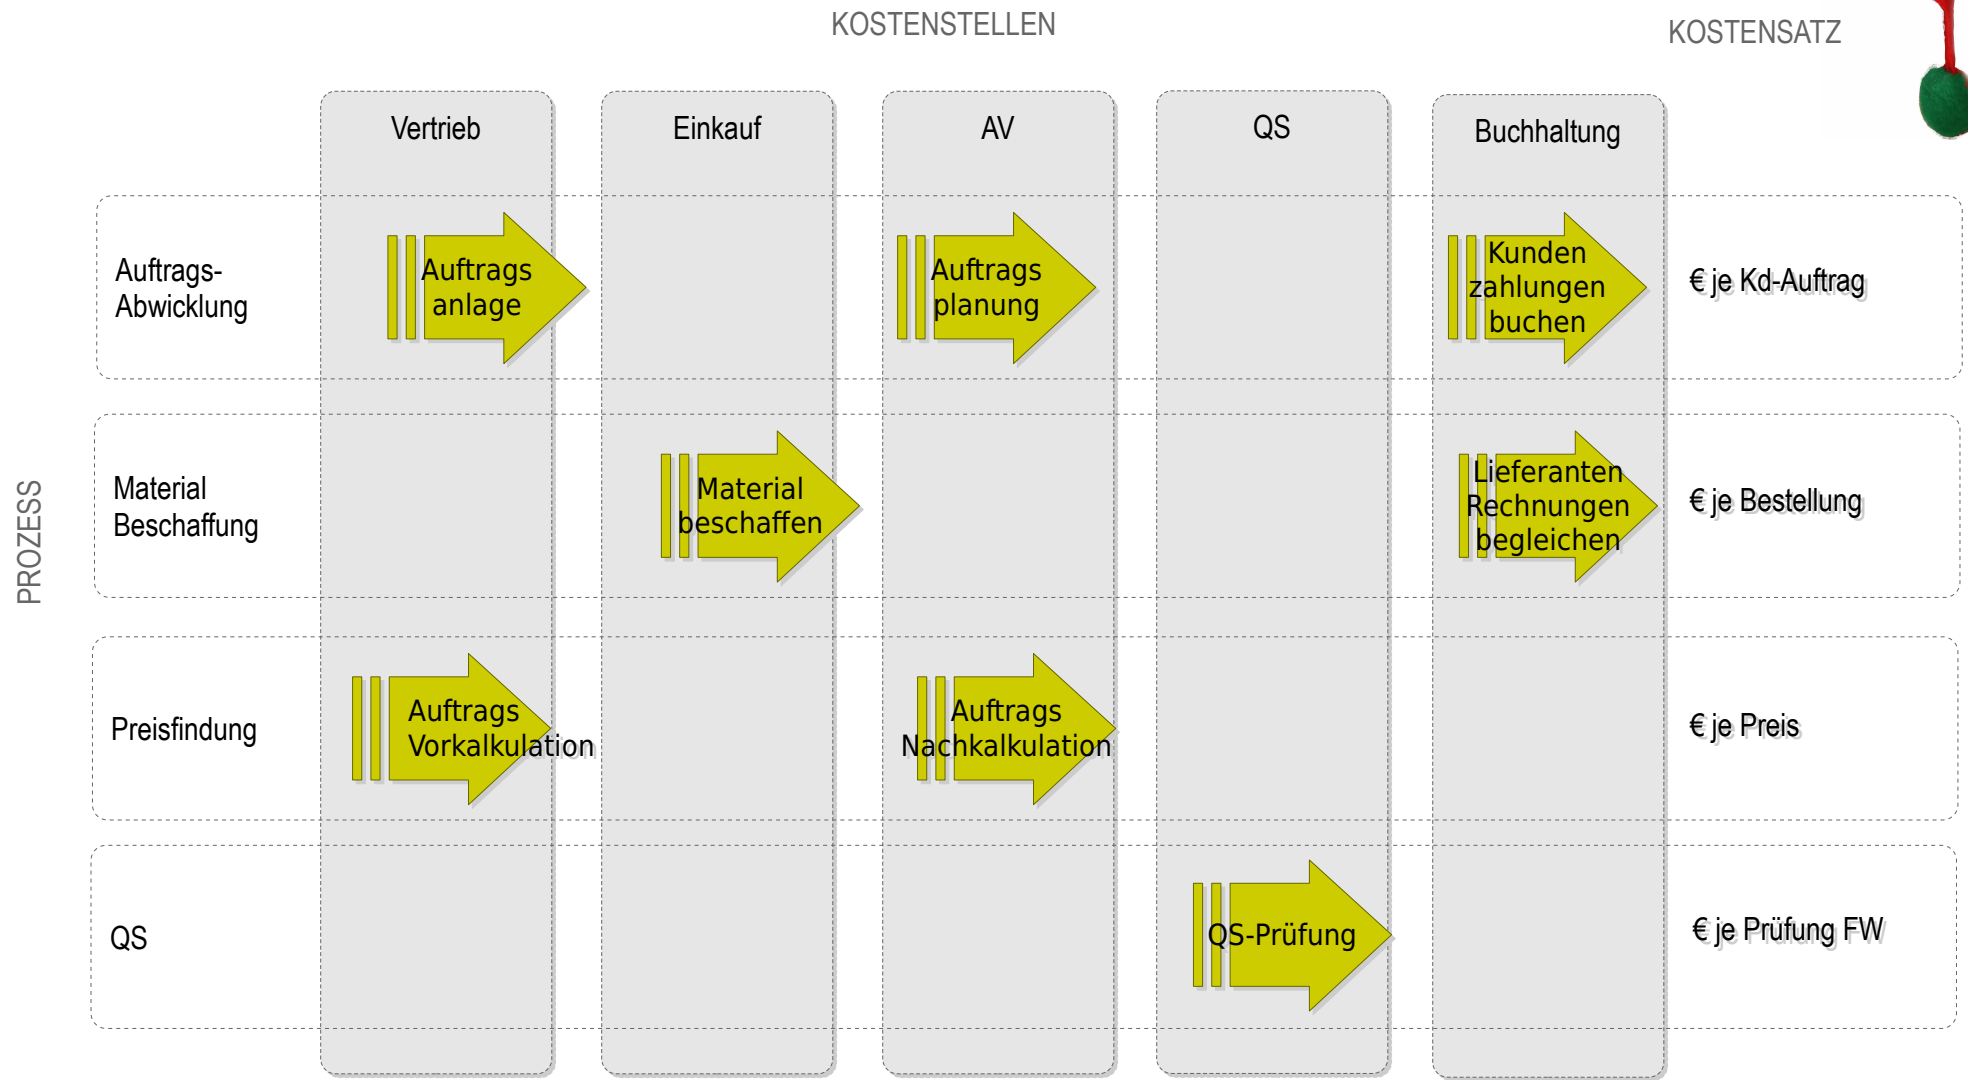 KOSTENSTELLEN
KOSTENSATZ
Vertrieb
Einkauf
AV
QS
Buchhaltung
PROZESS
Auftrags-
Abwicklung
Auftrags
anlage
Auftrags
planung
Kunden
zahlungen
buchen
€ je Kd-Auftrag
Material
Beschaffung
Material
beschaffen
Lieferanten
Rechnungen
begleichen
€ je Bestellung
Preisfindung
Auftrags
Vorkalkulation
Auftrags
Nachkalkulation
€ je Preis
QS
QS-Prüfung
€ je Prüfung FW